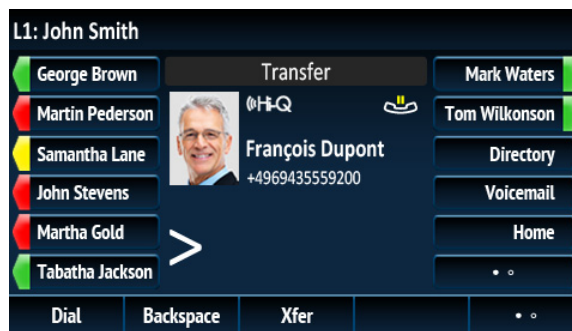 L1: John Smith
George Brown
Transfer
Mark Waters
Martin Pederson
Hi-Q
Tom Wilkonson
Samantha Lane
François Dupont
Directory
+4969435559200
John Stevens
Voicemail
Martha Gold
>
Home
Tabatha Jackson
Dial
Backspace
Xfer